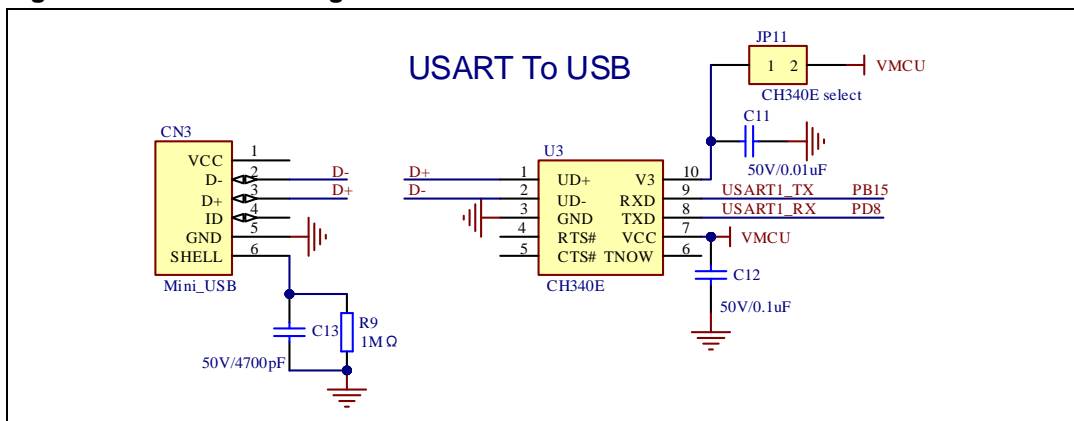 USART To USB
JP11
1 2
VMCU
CH340E select
C11
50V/0.01uF
CN3
VCC 1
D- 2 D-
D+ 3 D+
ID 4
GND 5
SHELL 6
Mini_USB
C13
50V/4700pF
R9
1MΩ
U3
D+ 1 UD+ V3 10
D- 2 UD- RXD 9 USART1_TX PB15
3 GND TXD 8 USART1_RX PD8
4 RTS# VCC 7 VMCU
5 CTS# TNOW 6
CH340E
C12
50V/0.1uF